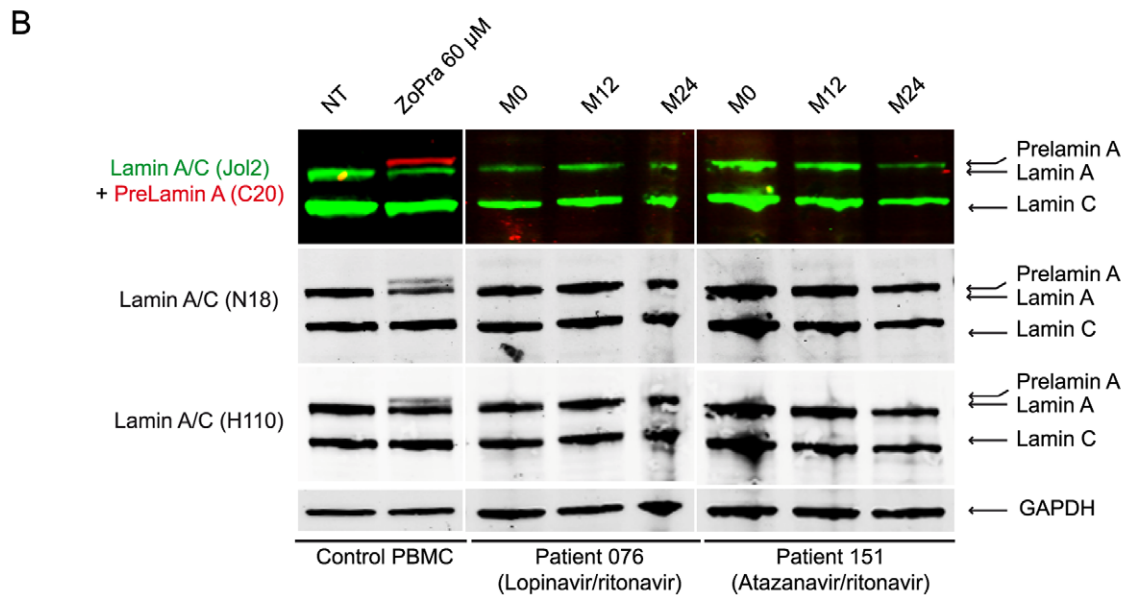 B
NT
ZoPra 60 µM
M0
M12
M24
M0
M12
M24
Lamin A/C (Jol2)
+ PreLamin A (C20)
Prelamin A
Lamin A
Lamin C
Lamin A/C (N18)
Prelamin A
Lamin A
Lamin C
Lamin A/C (H110)
Prelamin A
Lamin A
Lamin C
GAPDH
Control PBMC
Patient 076
(Lopinavir/ritonavir)
Patient 151
(Atazanavir/ritonavir)